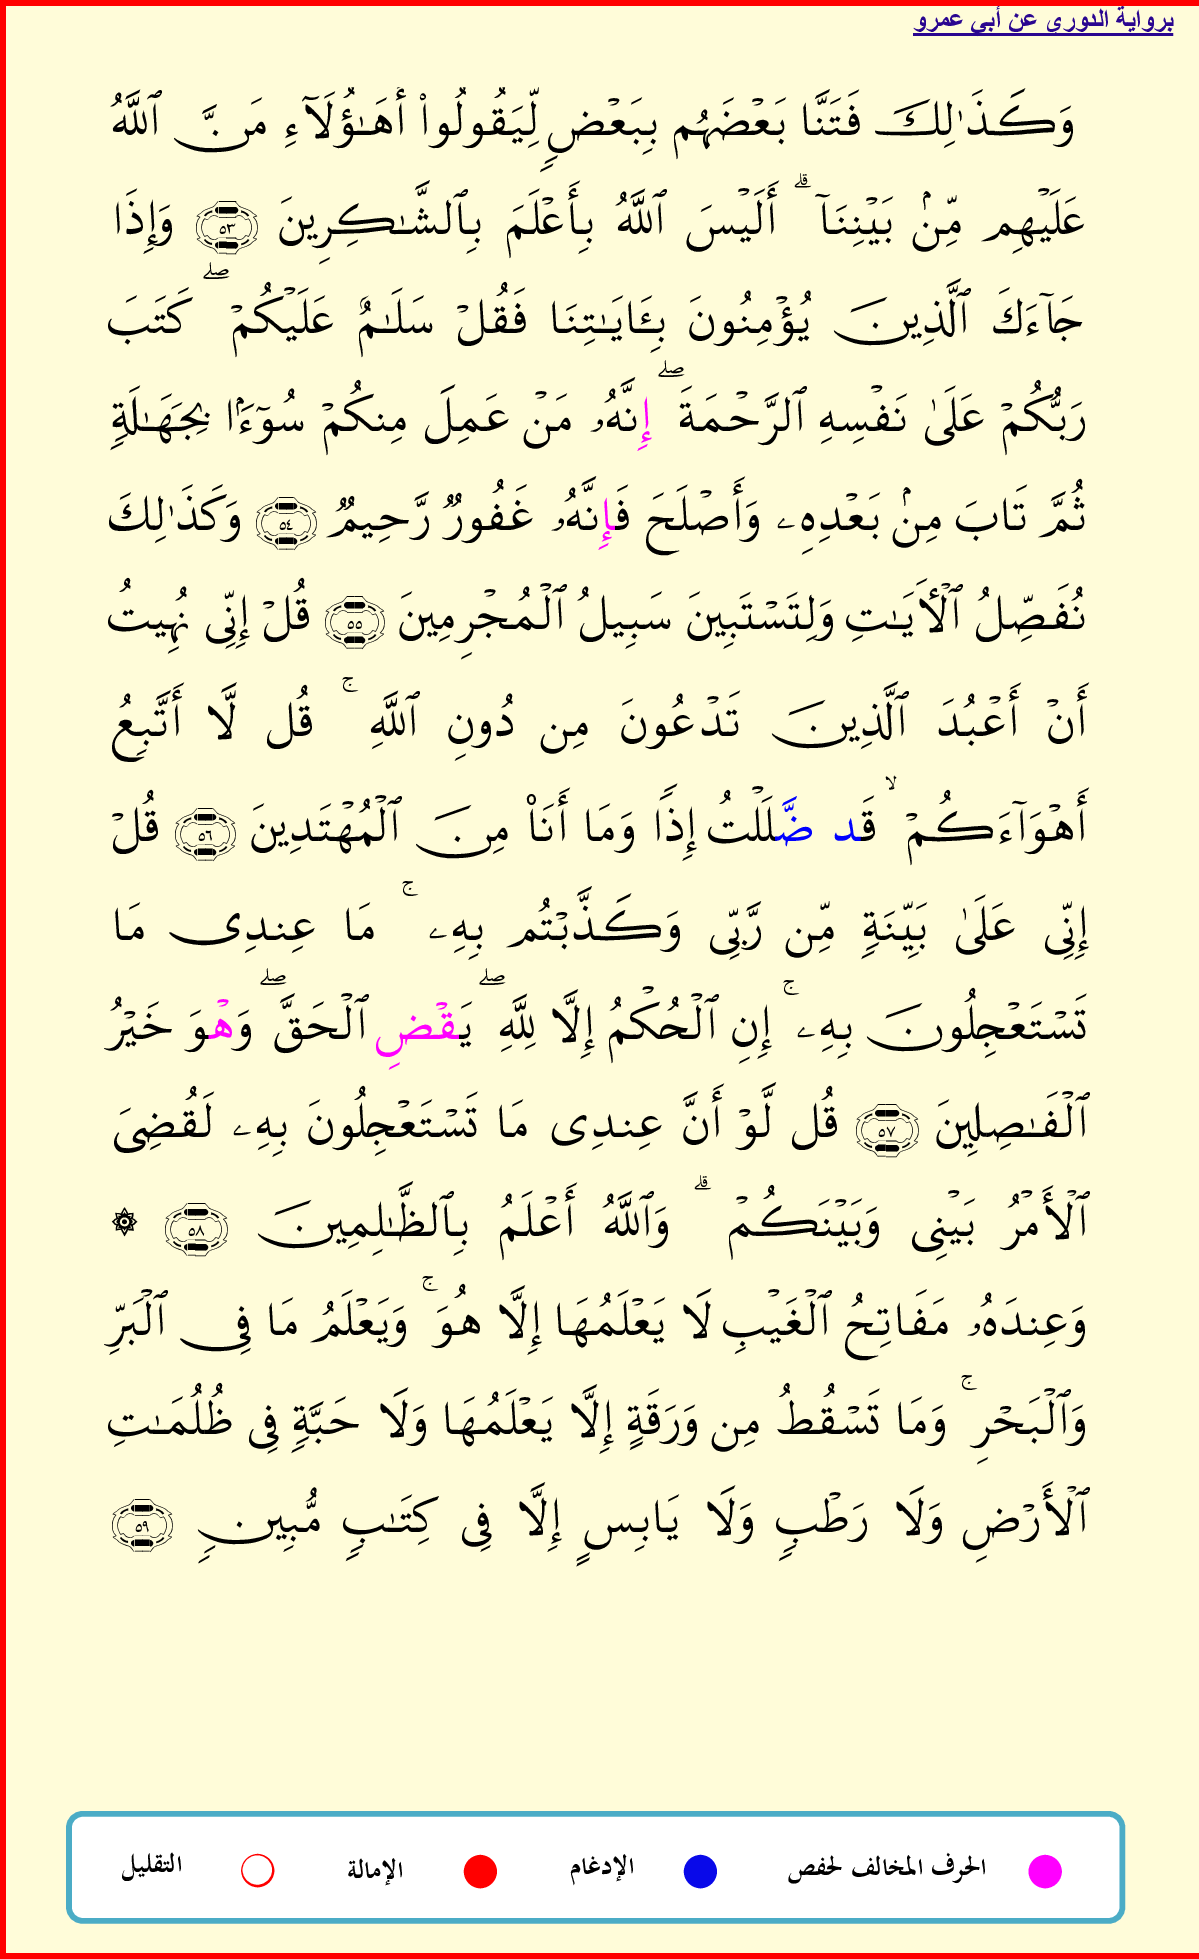 برواية الدوري عن أبي عمرو
وَكَذَٰلِكَ فَتَنَّا بَعْضَهُم بِبَعْضٍ لِّيَقُولُوا۟ أَهَـٰٓؤُلَآءِ مَنَّ ٱللَّهُ
عَلَيْهِم مِّنۢ بَيْنِنَآ ۗ أَلَيْسَ ٱللَّهُ بِأَعْلَمَ بِٱلشَّـٰكِرِينَ ٥٣ وَإِذَا
جَآءَكَ ٱلَّذِينَ يُؤْمِنُونَ بِـَٔايَـٰتِنَا فَقُلْ سَلَـٰمٌ عَلَيْكُمْ ۖ كَتَبَ
رَبُّكُمْ عَلَىٰ نَفْسِهِ ٱلرَّحْمَةَ ۖ إِنَّهُۥ مَنْ عَمِلَ مِنكُمْ سُوٓءًۢا بِجَهَـٰلَةٍ
ثُمَّ تَابَ مِنۢ بَعْدِهِۦ وَأَصْلَحَ فَإِنَّهُۥ غَفُورٌ رَّحِيمٌ ٥٤ وَكَذَٰلِكَ
نُفَصِّلُ ٱلْأَيَـٰتِ وَلِتَسْتَبِينَ سَبِيلُ ٱلْمُجْرِمِينَ ٥٥ قُلْ إِنِّى نُهِيتُ
أَنْ أَعْبُدَ ٱلَّذِينَ تَدْعُونَ مِن دُونِ ٱللَّهِ ۚ قُل لَّا أَتَّبِعُ
أَهْوَآءَكُمْ ۙ قَد ضَّلَلْتُ إِذًا وَمَا أَنَا۠ مِنَ ٱلْمُهْتَدِينَ ٥٦ قُلْ
إِنِّى عَلَىٰ بَيِّنَةٍ مِّن رَّبِّى وَكَذَّبْتُم بِهِۦ ۚ مَا عِندِى مَا
تَسْتَعْجِلُونَ بِهِۦ ۚ إِنِ ٱلْحُكْمُ إِلَّا لِلَّهِ ۖ يَقْضِ ٱلْحَقَّ ۖ وَهْوَ خَيْرُ
ٱلْفَـٰصِلِينَ ٥٧ قُل لَّوْ أَنَّ عِندِى مَا تَسْتَعْجِلُونَ بِهِۦ لَقُضِىَ
ٱلْأَمْرُ بَيْنِى وَبَيْنَكُمْ ۗ وَٱللَّهُ أَعْلَمُ بِٱلظَّـٰلِمِينَ ٥٨ ۞
وَعِندَهُۥ مَفَاتِحُ ٱلْغَيْبِ لَا يَعْلَمُهَا إِلَّا هُوَ ۚ وَيَعْلَمُ مَا فِى ٱلْبَرِّ
وَٱلْبَحْرِ ۚ وَمَا تَسْقُطُ مِن وَرَقَةٍ إِلَّا يَعْلَمُهَا وَلَا حَبَّةٍ فِى ظُلُمَـٰتِ
ٱلْأَرْضِ وَلَا رَطْبٍ وَلَا يَابِسٍ إِلَّا فِى كِتَـٰبٍ مُّبِينٍ ٥٩
الحرف المخالف لحفص الإدغام الإمالة التقليل